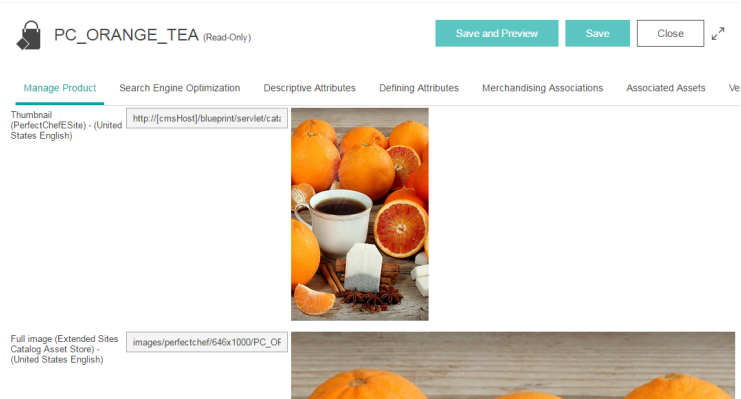 PC_ORANGE_TEA (Read-Only)
Save and Preview
Save
Close
Manage Product
Search Engine Optimization
Descriptive Attributes
Defining Attributes
Merchandising Associations
Associated Assets
Ve
Thumbnail
(PerfectChefESite) - (United
States English)
http://[cmsHost]/blueprint/servlet/cata
Full image (Extended Sites
Catalog Asset Store) -
(United States English)
images/perfectchef/646x1000/PC_OF